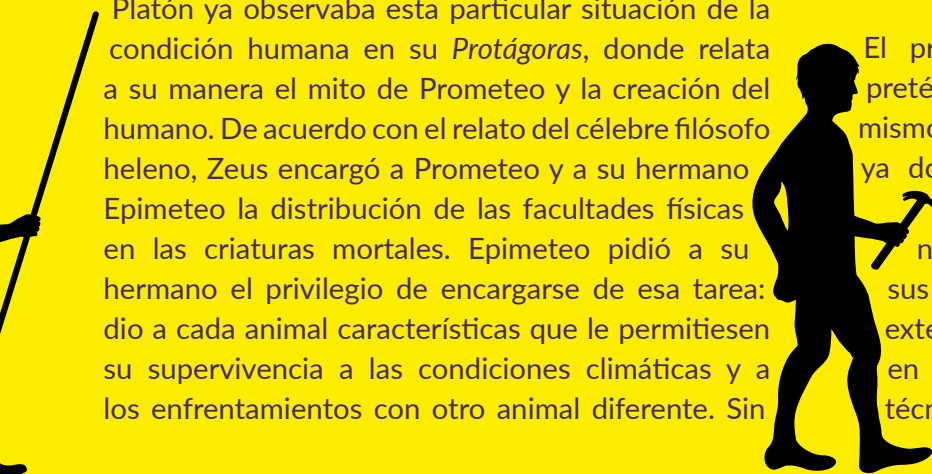 Platón ya observaba esta particular situación de la
condición humana en su Protágoras, donde relata
a su manera el mito de Prometeo y la creación del
humano. De acuerdo con el relato del célebre filósofo
heleno, Zeus encargó a Prometeo y a su hermano
Epimeteo la distribución de las facultades físicas
en las criaturas mortales. Epimeteo pidió a su
hermano el privilegio de encargarse de esa tarea:
dio a cada animal características que le permitiesen
su supervivencia a las condiciones climáticas y a
los enfrentamientos con otro animal diferente. Sin
El
ya
sus
en